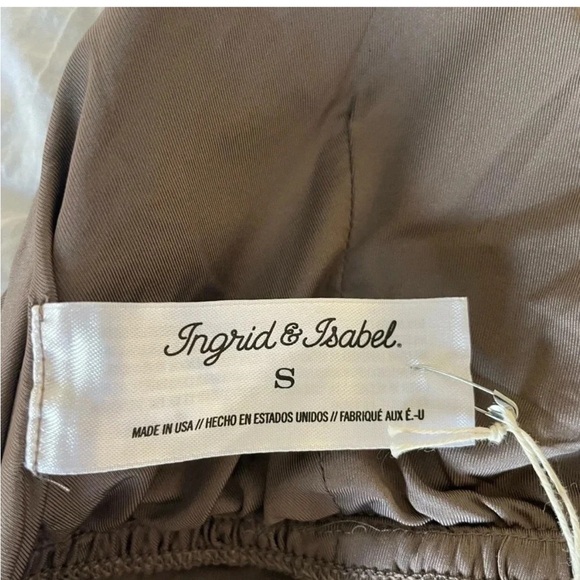 Ingrid & Isabel®
S
MADE IN USA // HECHO EN ESTADOS UNIDOS // FABRIQUÉ AUX É.-U